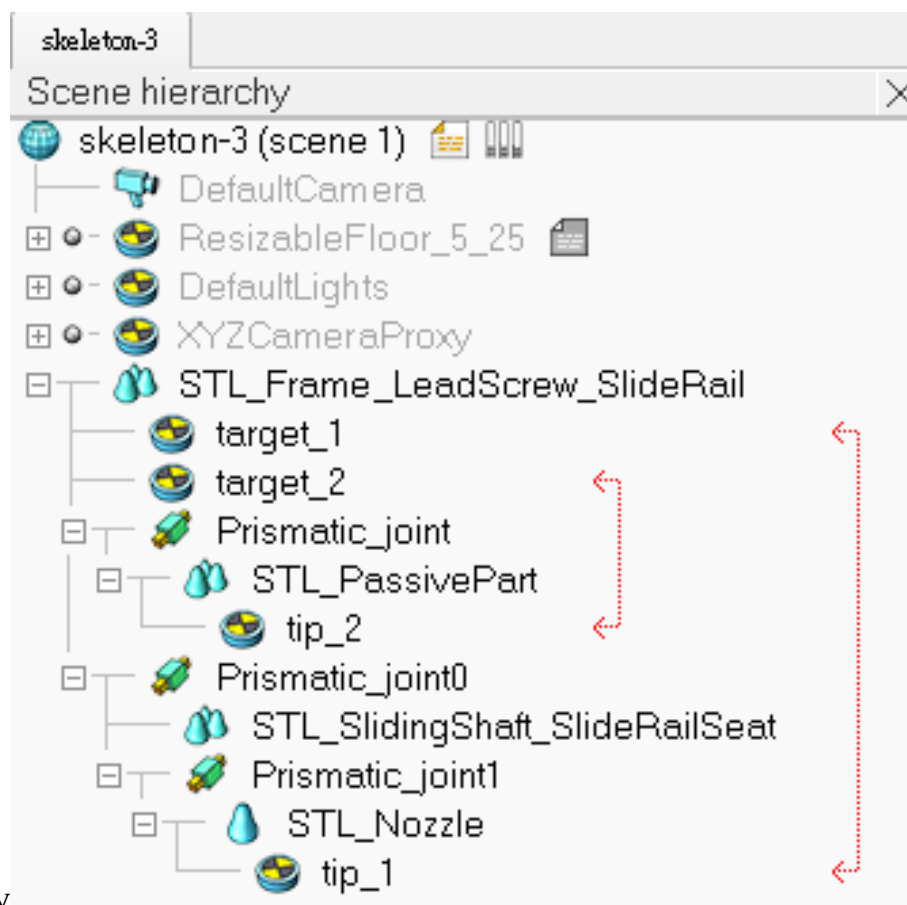 skeleton-3
Scene hierarchy
skeleton-3 (scene 1)
DefaultCamera
ResizableFloor_5_25
DefaultLights
XYZCameraProxy
STL_Frame_LeadScrew_SlideRail
target_1
target_2
Prismatic_joint
STL_PassivePart
tip_2
Prismatic_joint0
STL_SlidingShaft_SlideRailSeat
Prismatic_joint1
STL_Nozzle
tip_1